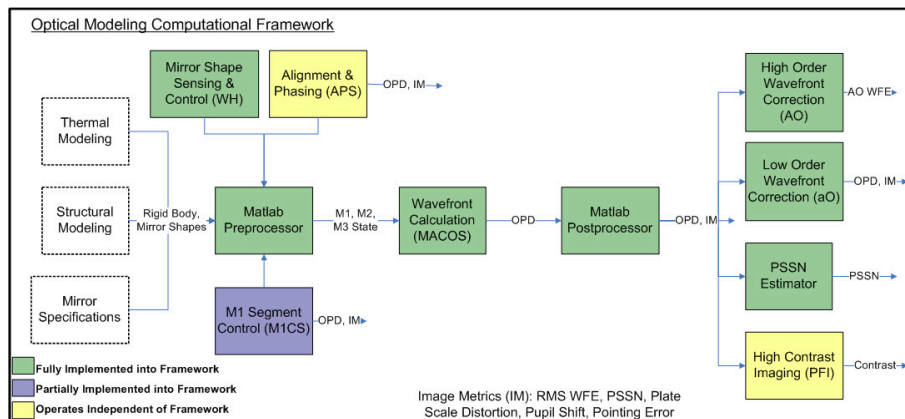 Optical Modeling Computational Framework
Mirror Shape
Sensing &
Control (WH)
Alignment &
Phasing (APS)
OPD, IM
High Order
Wavefront
Correction
(AO)
AO WFE
Thermal
Modeling
Structural
Modeling
Rigid Body,
Mirror Shapes
Matlab
Preprocessor
M1, M2,
M3 State
Wavefront
Calculation
(MACOS)
OPD
Matlab
Postprocessor
OPD, IM
Low Order
Wavefront
Correction (aO)
OPD, IM
Mirror
Specifications
M1 Segment
Control (M1CS)
OPD, IM
PSSN
Estimator
PSSN
High Contrast
Imaging (PFI)
Contrast
Fully Implemented into Framework
Partially Implemented into Framework
Operates Independent of Framework
Image Metrics (IM): RMS WFE, PSSN, Plate
Scale Distortion, Pupil Shift, Pointing Error